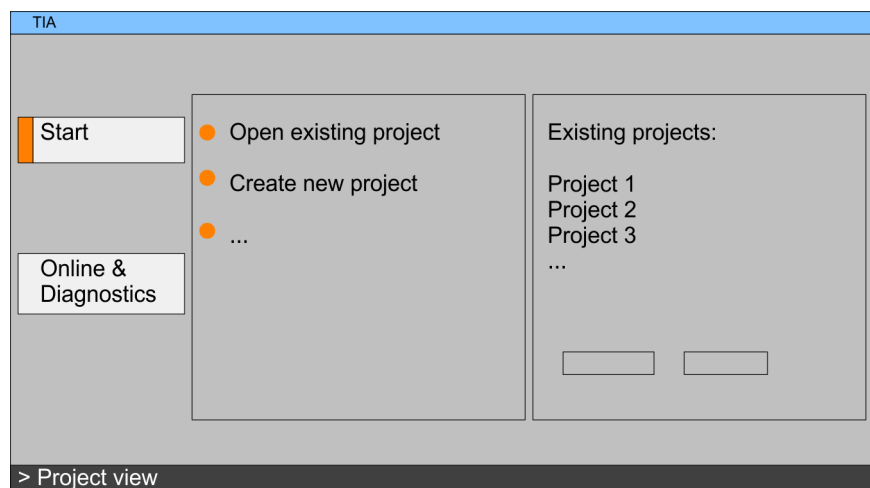 TIA
Start
Online &
Diagnostics
Open existing project
Create new project
...
Existing projects:
Project 1
Project 2
Project 3
...
> Project view